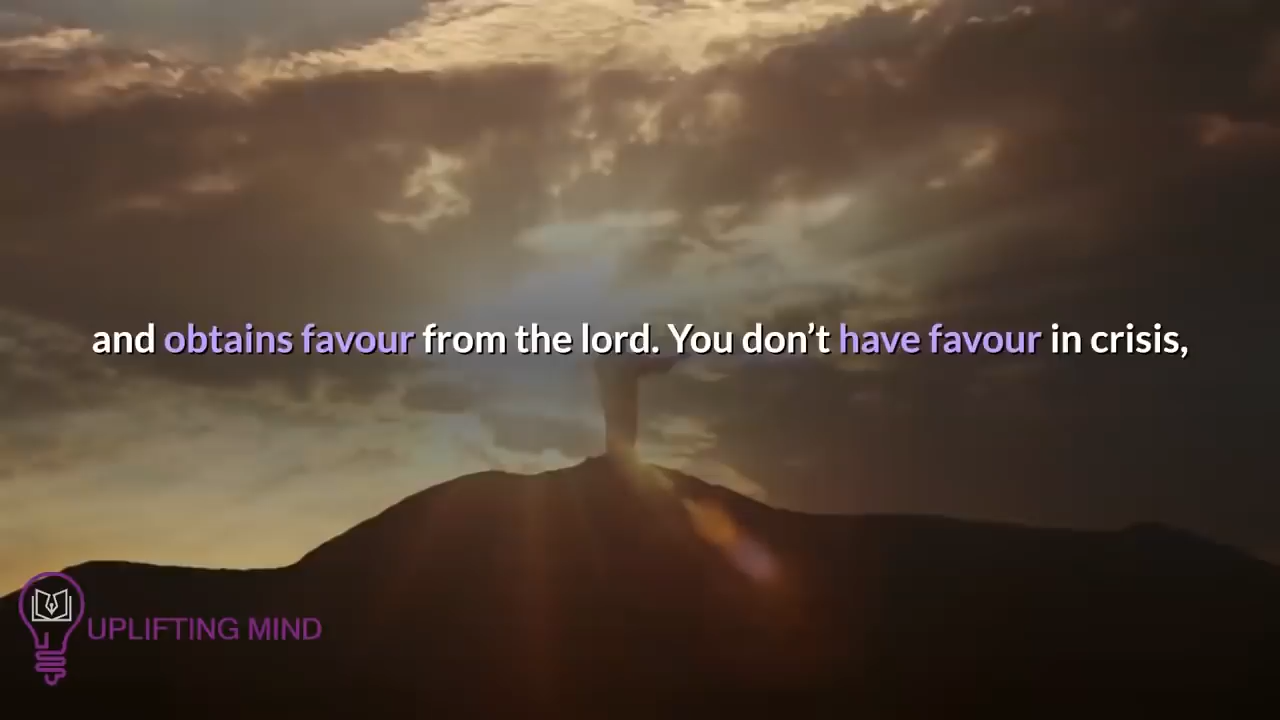 and obtains favour from the lord. You don’t have favour in crisis,
UPLIFTING MIND